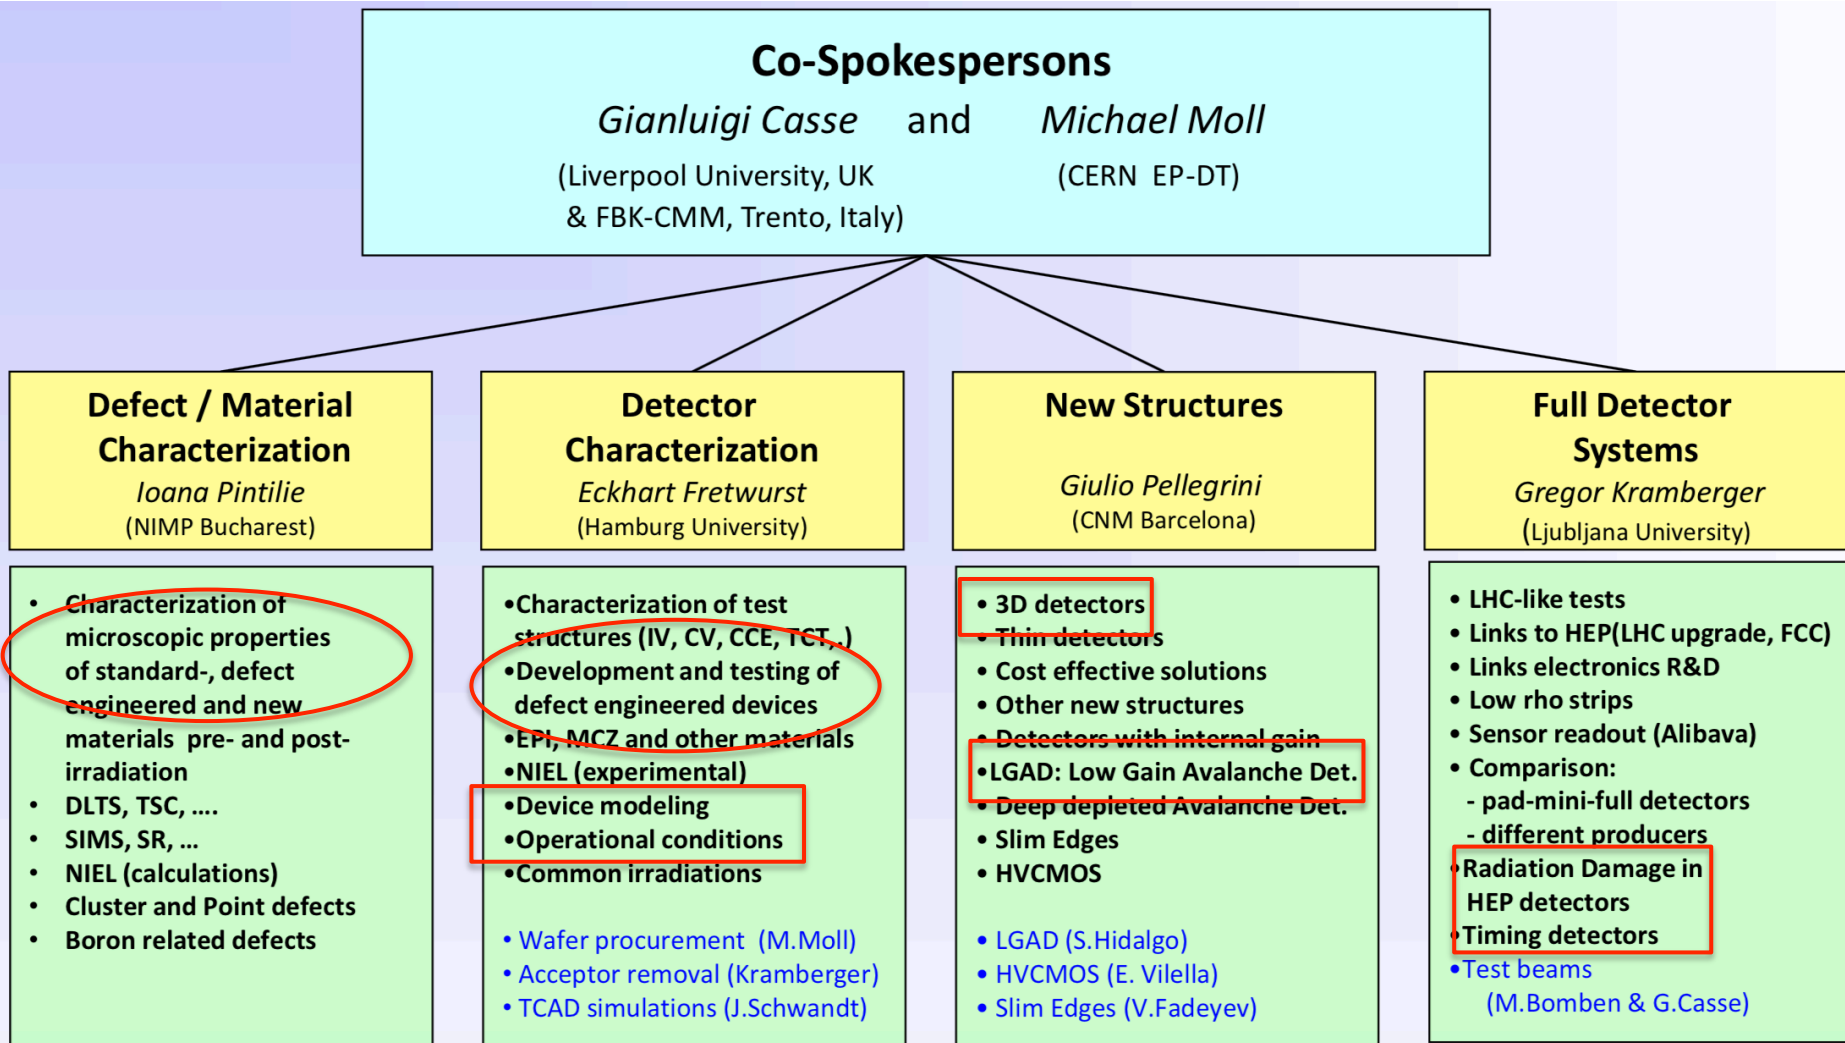 Co-Spokespersons
Gianluigi Casse and Michael Moll
(Liverpool University, UK (CERN EP-DT)
& FBK-CMM, Trento, Italy)
Defect / Material
Characterization
Ioana Pintilie
(NIMP Bucharest)
• Characterization of
microscopic properties
of standard-, defect
engineered and new
materials pre- and post-
irradiation
• DLTS, TSC, ....
• SIMS, SR, ...
• NIEL (calculations)
• Cluster and Point defects
• Boron related defects
Detector
Characterization
Eckhart Fretwurst
(Hamburg University)
•Characterization of test
structures (IV, CV, CCE, TCT,.)
•Development and testing of
defect engineered devices
•EPI, MCZ and other materials
•NIEL (experimental)
•Device modeling
•Operational conditions
•Common irradiations
• Wafer procurement (M.Moll)
• Acceptor removal (Kramberger)
• TCAD simulations (J.Schwandt)
New Structures
Giulio Pellegrini
(CNM Barcelona)
• 3D detectors
• Thin detectors
• Cost effective solutions
• Other new structures
• Detectors with internal gain
•LGAD: Low Gain Avalanche Det.
• Deep depleted Avalanche Det.
• Slim Edges
• HVCMOS
• LGAD (S.Hidalgo)
• HVCMOS (E. Vilella)
• Slim Edges (V.Fadeyev)
Full Detector
Systems
Gregor Kramberger
(Ljubljana University)
• LHC-like tests
• Links to HEP(LHC upgrade, FCC)
• Links electronics R&D
• Low rho strips
• Sensor readout (Alibava)
• Comparison:
- pad-mini-full detectors
- different producers
•Radiation Damage in
HEP detectors
•Timing detectors
•Test beams
(M.Bomben & G.Casse)